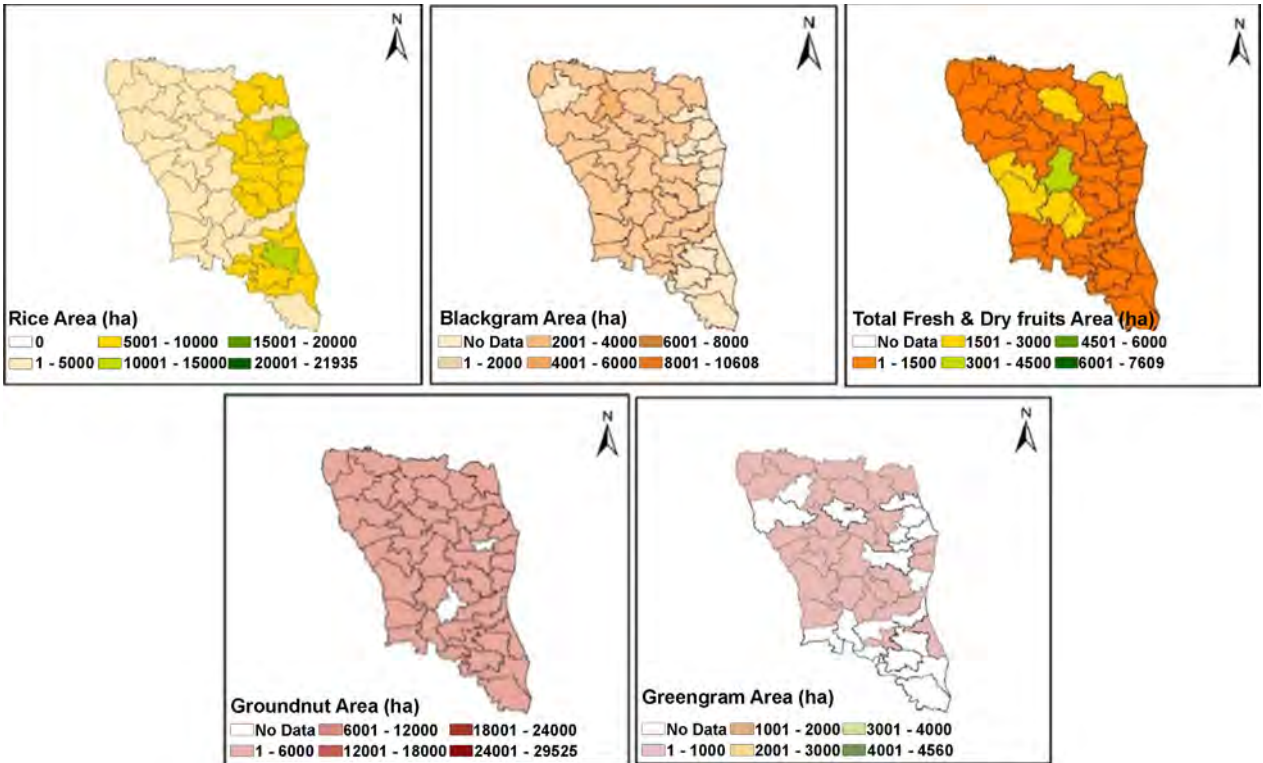 N
Rice Area (ha)
0 5001 - 10000 15001 - 20000
1 - 5000 10001 - 15000 20001 - 21935
N
Blackgram Area (ha)
No Data 2001 - 4000 6001 - 8000
1 - 2000 4001 - 6000 8001 - 10608
N
Total Fresh & Dry fruits Area (ha)
No Data 1501 - 3000 4501 - 6000
1 - 1500 3001 - 4500 6001 - 7609
N
Groundnut Area (ha)
No Data 6001 - 12000 18001 - 24000
1 - 6000 12001 - 18000 24001 - 29525
N
Greengram Area (ha)
No Data 1001 - 2000 3001 - 4000
1 - 1000 2001 - 3000 4001 - 4560